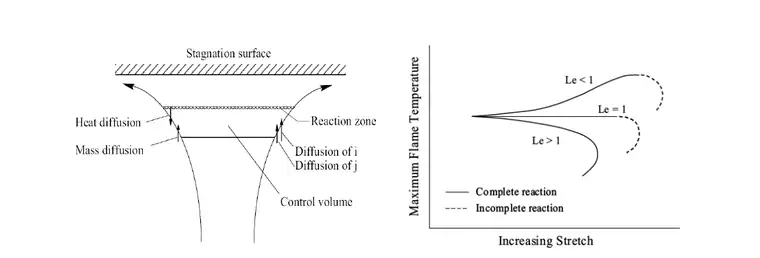 Stagnation surface
Heat diffusion
Reaction zone
Mass diffusion
Diffusion of i
Diffusion of j
Control volume
Maximum Flame Temperature
Le < 1
Le = 1
Le > 1
Complete reaction
Incomplete reaction
Increasing Stretch